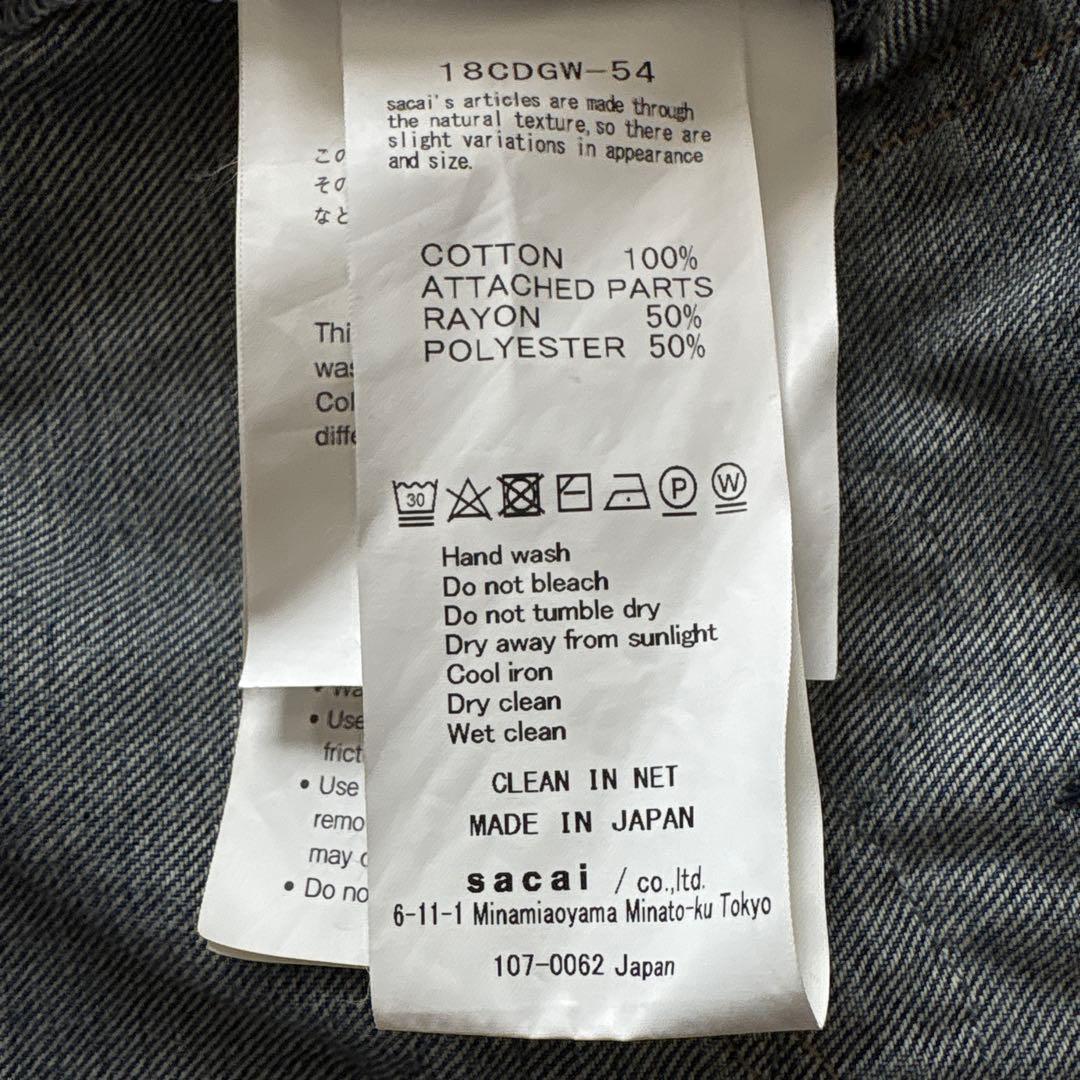 18CDGW-54
sacai's articles are made through
the natural texture, so there are
slight variations in appearance
and size.
COTTON 100%
ATTACHED PARTS
RAYON 50%
POLYESTER 50%
30 P W
Hand wash
Do not bleach
Do not tumble dry
Dry away from sunlight
Cool iron
Dry clean
Wet clean
CLEAN IN NET
MADE IN JAPAN
sacai / co.,ltd.
6-11-1 Minamiaoyama Minato-ku Tokyo
107-0062 Japan
この
その
など
Thi
was
Col
diffe
• Use
frict
• Use
remo
may
• Do no